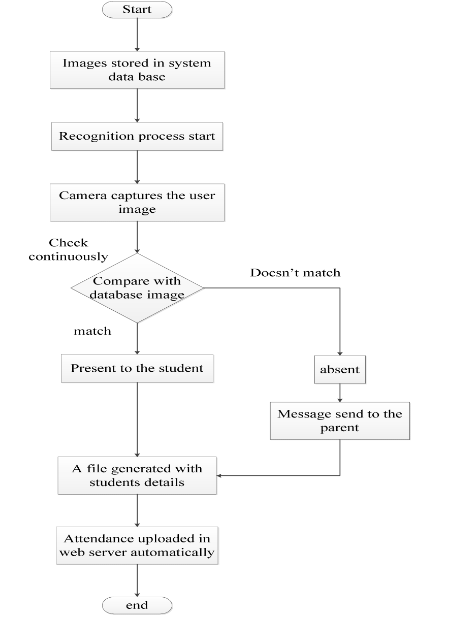 Start
Images stored in system
data base
Recognition process start
Camera captures the user
image
Check
continuously
Compare with
database image
Doesn't match
match
Present to the student
absent
Message send to the
parent
A file generated with
students details
Attendance uploaded in
web server automatically
end